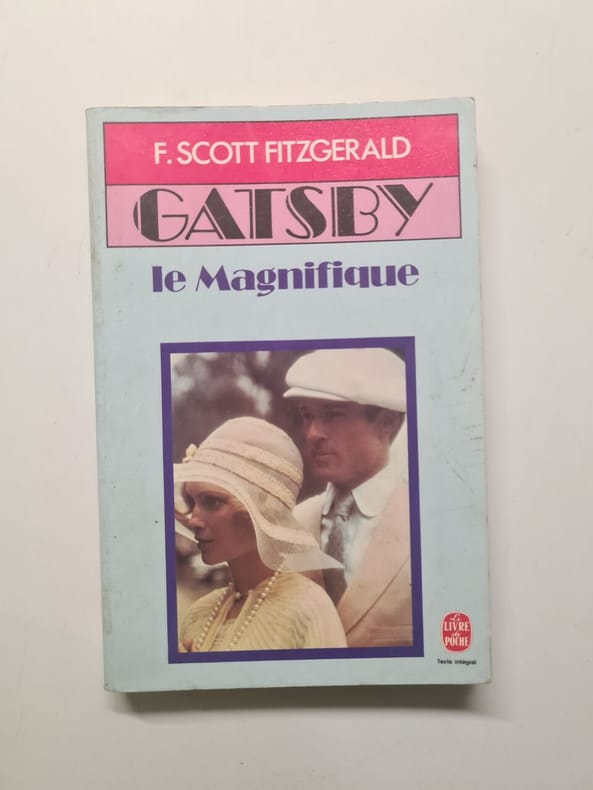 F. SCOTT FITZGERALD
GATSBY
le Magnifique
Le
LIVRE
de
POCHE
Texte intégral